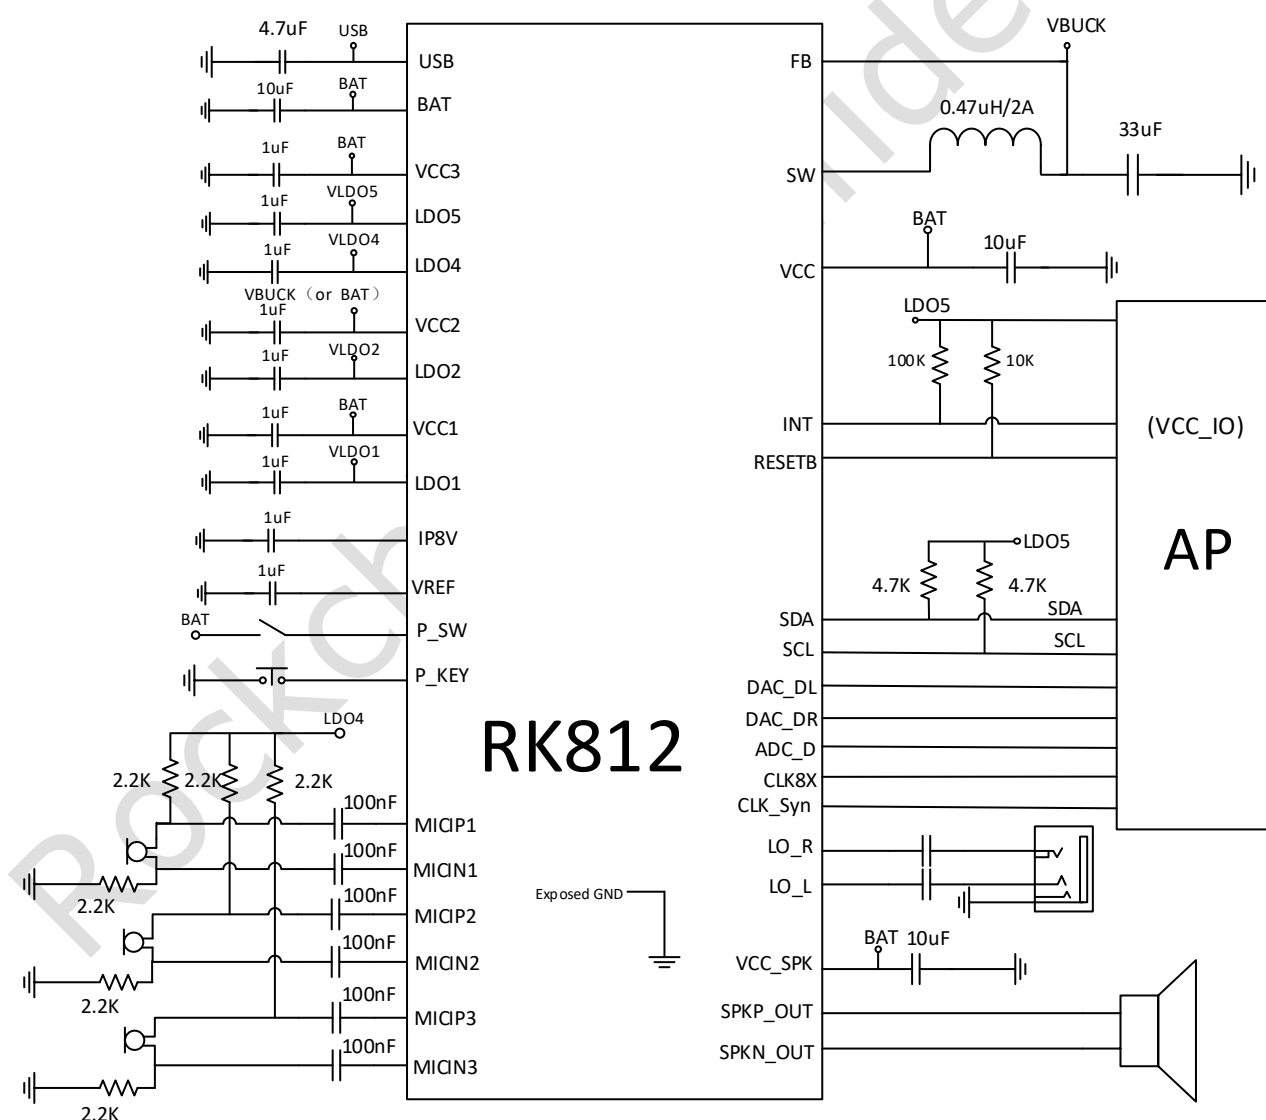 4.7uF
USB
USB
10uF
BAT
BAT
1uF
BAT
VCC3
1uF
VLDO5
LDO5
1uF
VLDO4
LDO4
VBUCK（or BAT）
1uF
VCC2
1uF
VLDO2
LDO2
1uF
BAT
VCC1
1uF
VLDO1
LDO1
1uF
IP8V
1uF
VREF
BAT
P_SW
P_KEY
LDO4
2.2K
2.2K
2.2K
100nF
MICIP1
100nF
MICIN1
2.2K
100nF
MICIP2
100nF
MICIN2
2.2K
100nF
MICIP3
100nF
MICIN3
2.2K
RK812
Exposed GND
VBUCK
FB
0.47uH/2A
33uF
SW
BAT
10uF
VCC
LDO5
100K
10K
INT
RESETB
(VCC_IO)
AP
LDO5
4.7K
4.7K
SDA
SDA
SCL
SCL
DAC_DL
DAC_DR
ADC_D
CLK8X
CLK_Syn
LO_R
LO_L
BAT
10uF
VCC_SPK
SPKP_OUT
SPKN_OUT